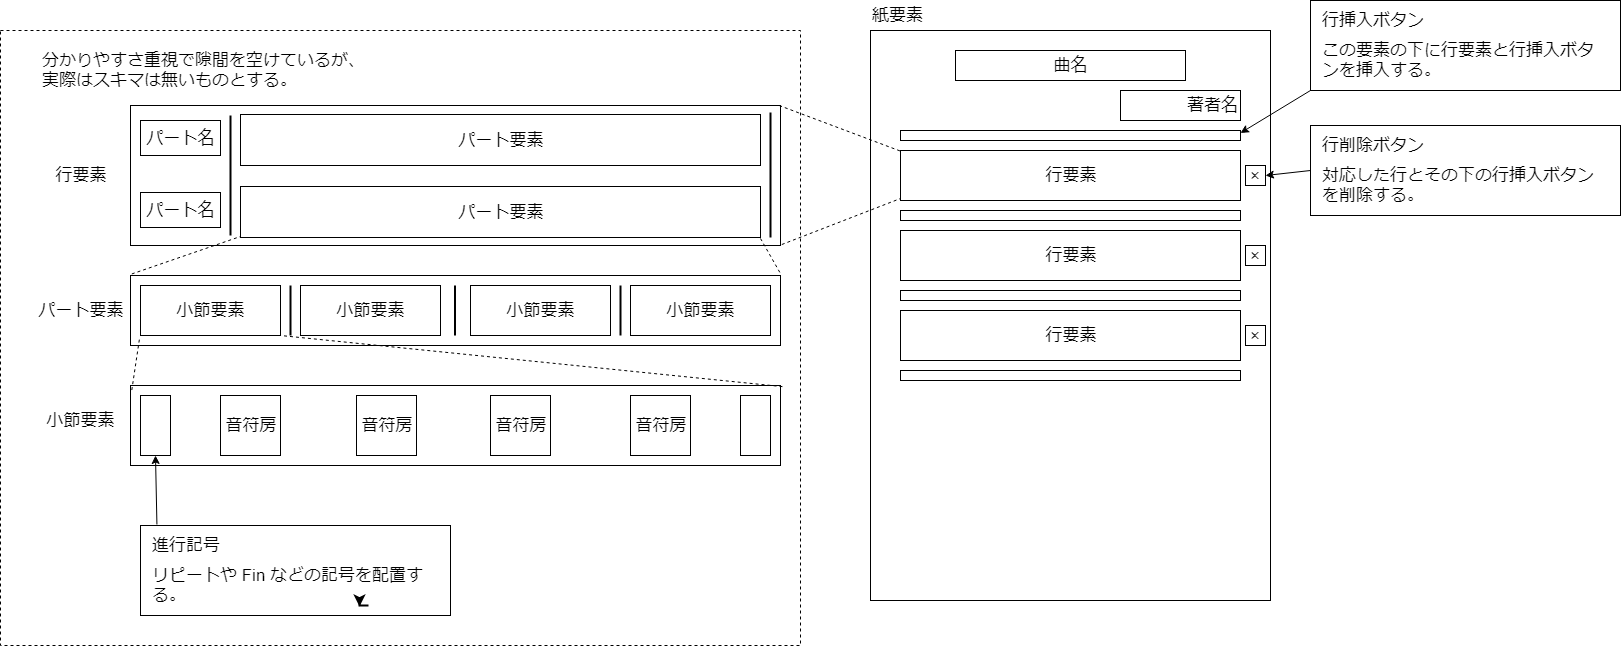 分かりやすさ重視で隙間を空けているが、
実際はスキマは無いものとする。
行要素
パート名
パート要素
パート名
パート要素
パート要素
小節要素
小節要素
小節要素
小節要素
小節要素
音符房
音符房
音符房
音符房
進行記号
リピートや Fin などの記号を配置す
る。
紙要素
曲名
著者名
行要素
×
行要素
×
行要素
×
行挿入ボタン
この要素の下に行要素と行挿入ボタ
ンを挿入する。
行削除ボタン
対応した行とその下の行挿入ボタン
を削除する。